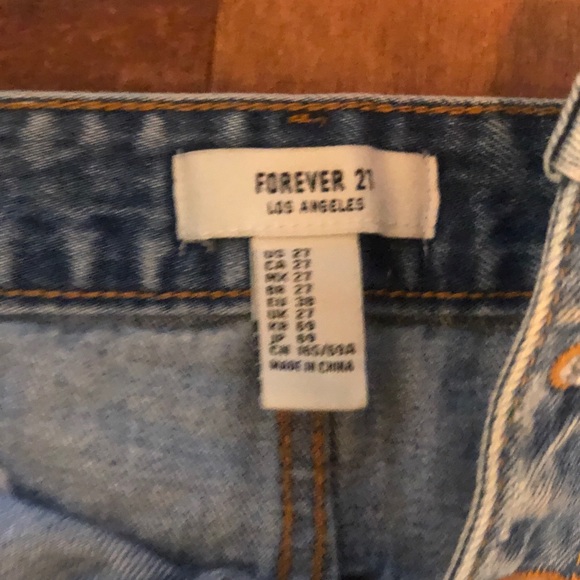 FOREVER 21
LOS ANGELES
US 27
CA 27
MX 27
BR 27
EU 38
UK 27
KR 69
JP 69
CN 165/69A
MADE IN CHINA